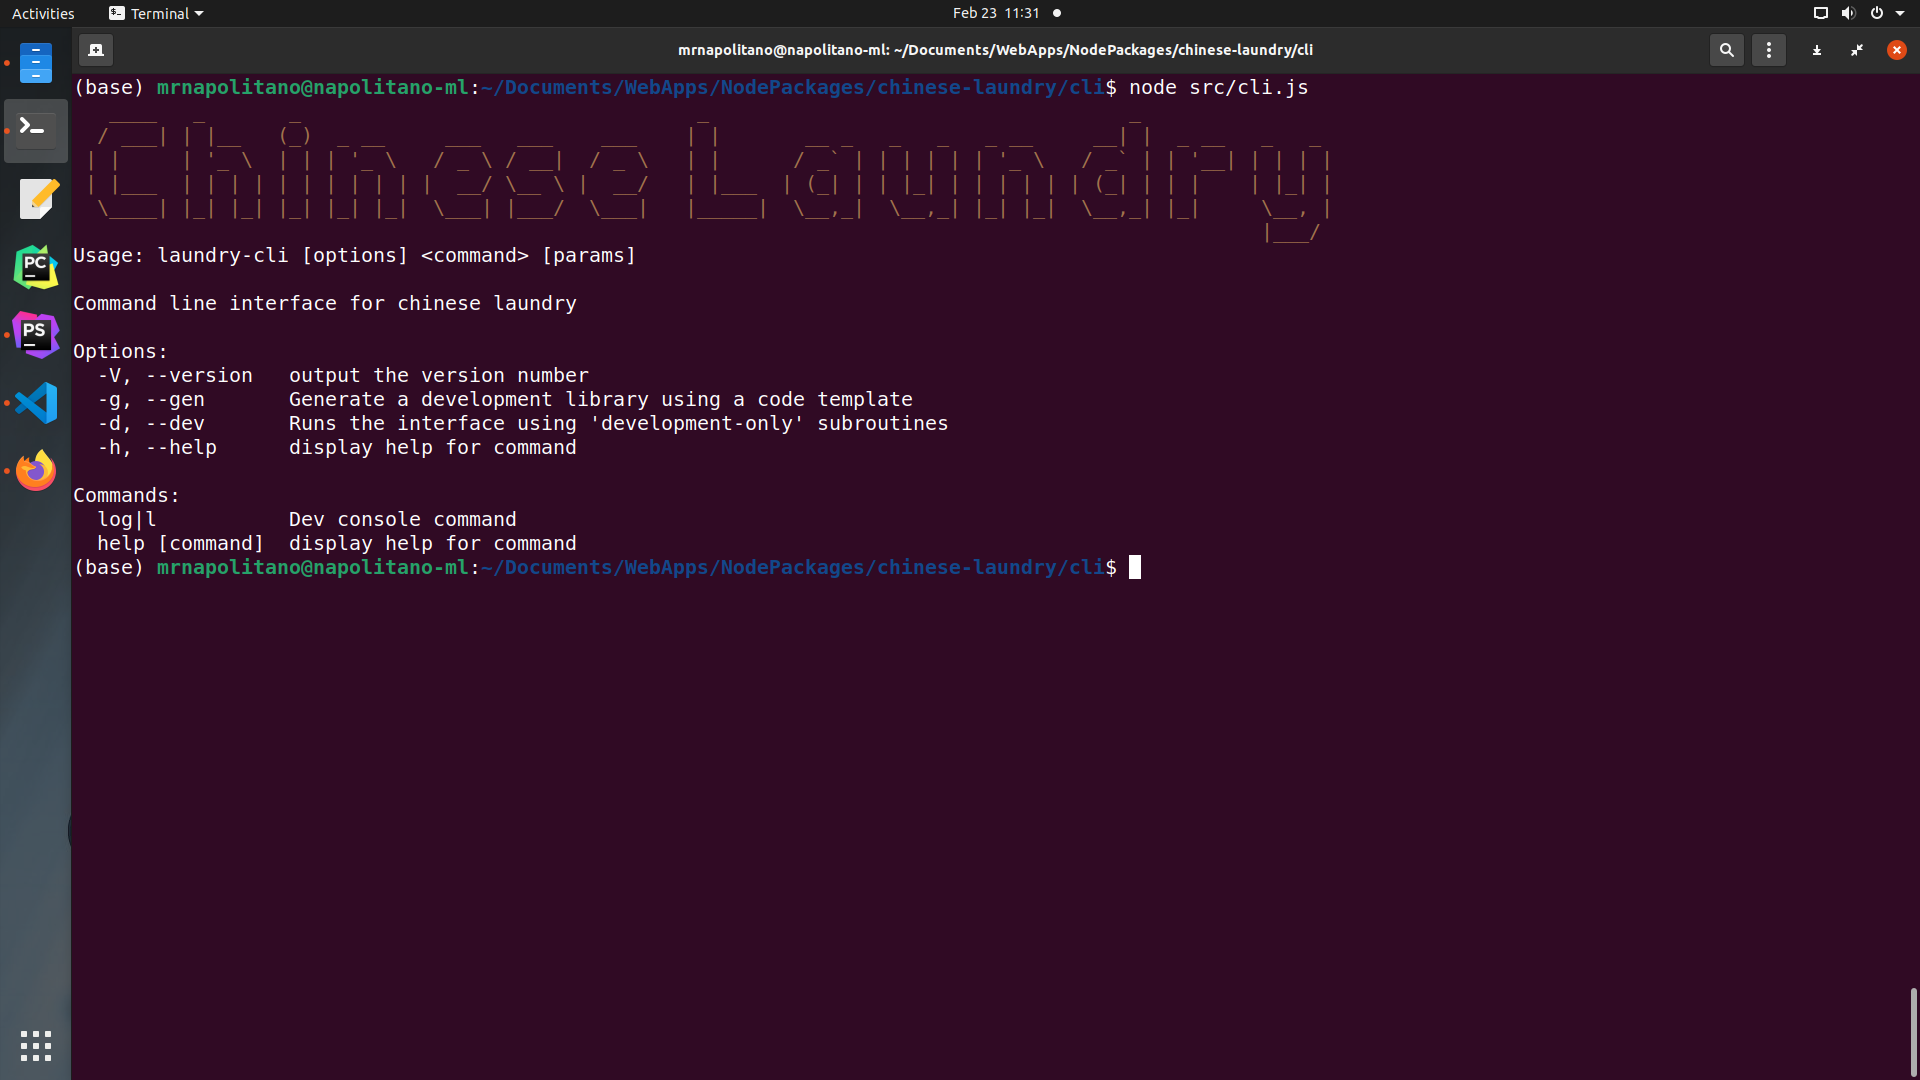 Activities
Terminal
Feb 23 11:31
mrnapolitano@napolitano-ml: ~/Documents/WebApps/NodePackages/chinese-laundry/cli
(base) mrnapolitano@napolitano-ml:~/Documents/WebApps/NodePackages/chinese-laundry/cli$ node src/cli.js
Chinese Laundry
Usage: laundry-cli [options] <command> [params]
Command line interface for chinese laundry
Options:
-V, --version output the version number
-g, --gen Generate a development library using a code template
-d, --dev Runs the interface using 'development-only' subroutines
-h, --help display help for command
Commands:
log|l Dev console command
help [command] display help for command
(base) mrnapolitano@napolitano-ml:~/Documents/WebApps/NodePackages/chinese-laundry/cli$
PC
PS